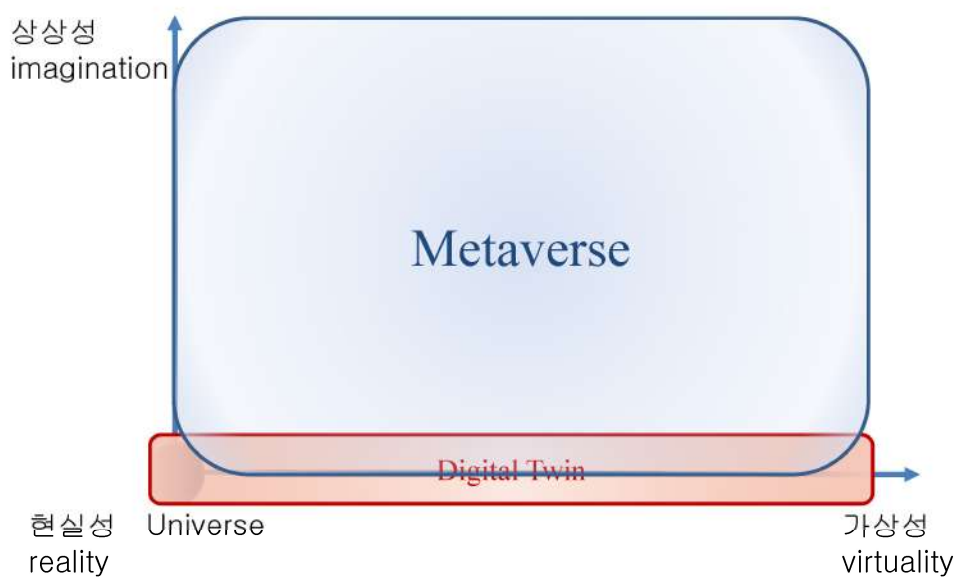 상상성
imagination
Metaverse
Digital Twin
현실성 Universe 가상성
reality virtuality